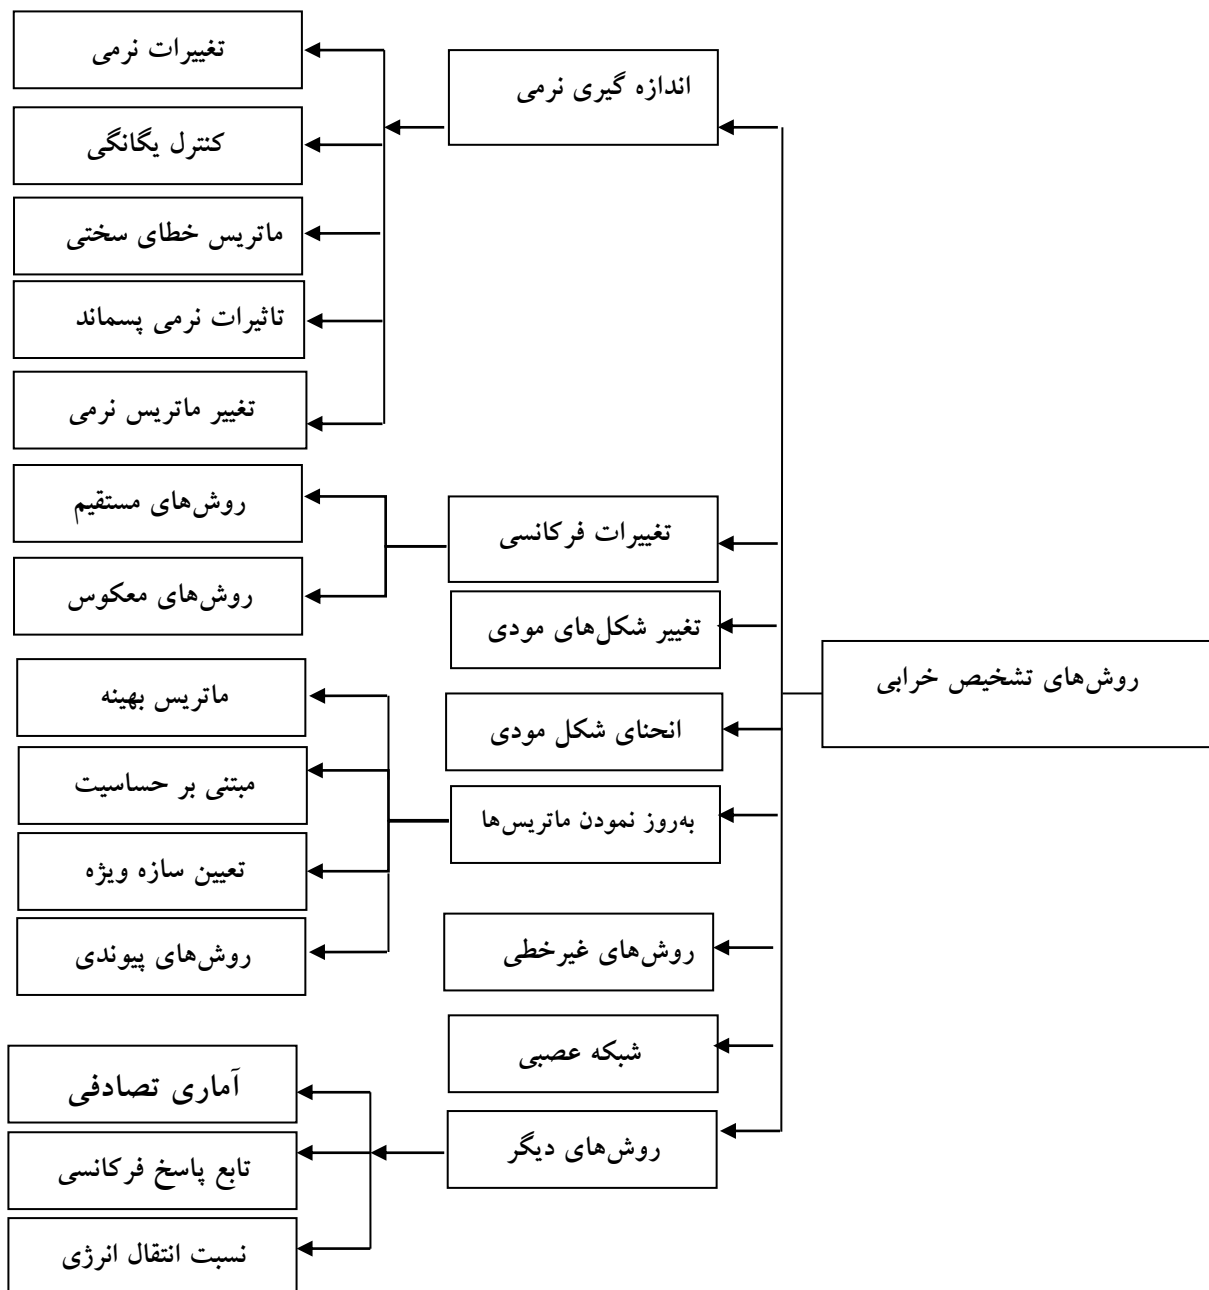 روش‌های تشخیص خرابی
اندازه گیری نرمی
تغییرات نرمی
کنترل یگانگی
ماتریس خطای سختی
تاثیرات نرمی پسماند
تغییر ماتریس نرمی
تغییرات فرکانسی
روش‌های مستقیم
روش‌های معکوس
تغییر شکل‌های مودی
انحنای شکل مودی
به‌روز نمودن ماتریس‌ها
ماتریس بهینه
مبتنی بر حساسیت
تعیین سازه ویژه
روش‌های پیوندی
روش‌های غیرخطی
شبکه عصبی
روش‌های دیگر
آماری تصادفی
تابع پاسخ فرکانسی
نسبت انتقال انرژی